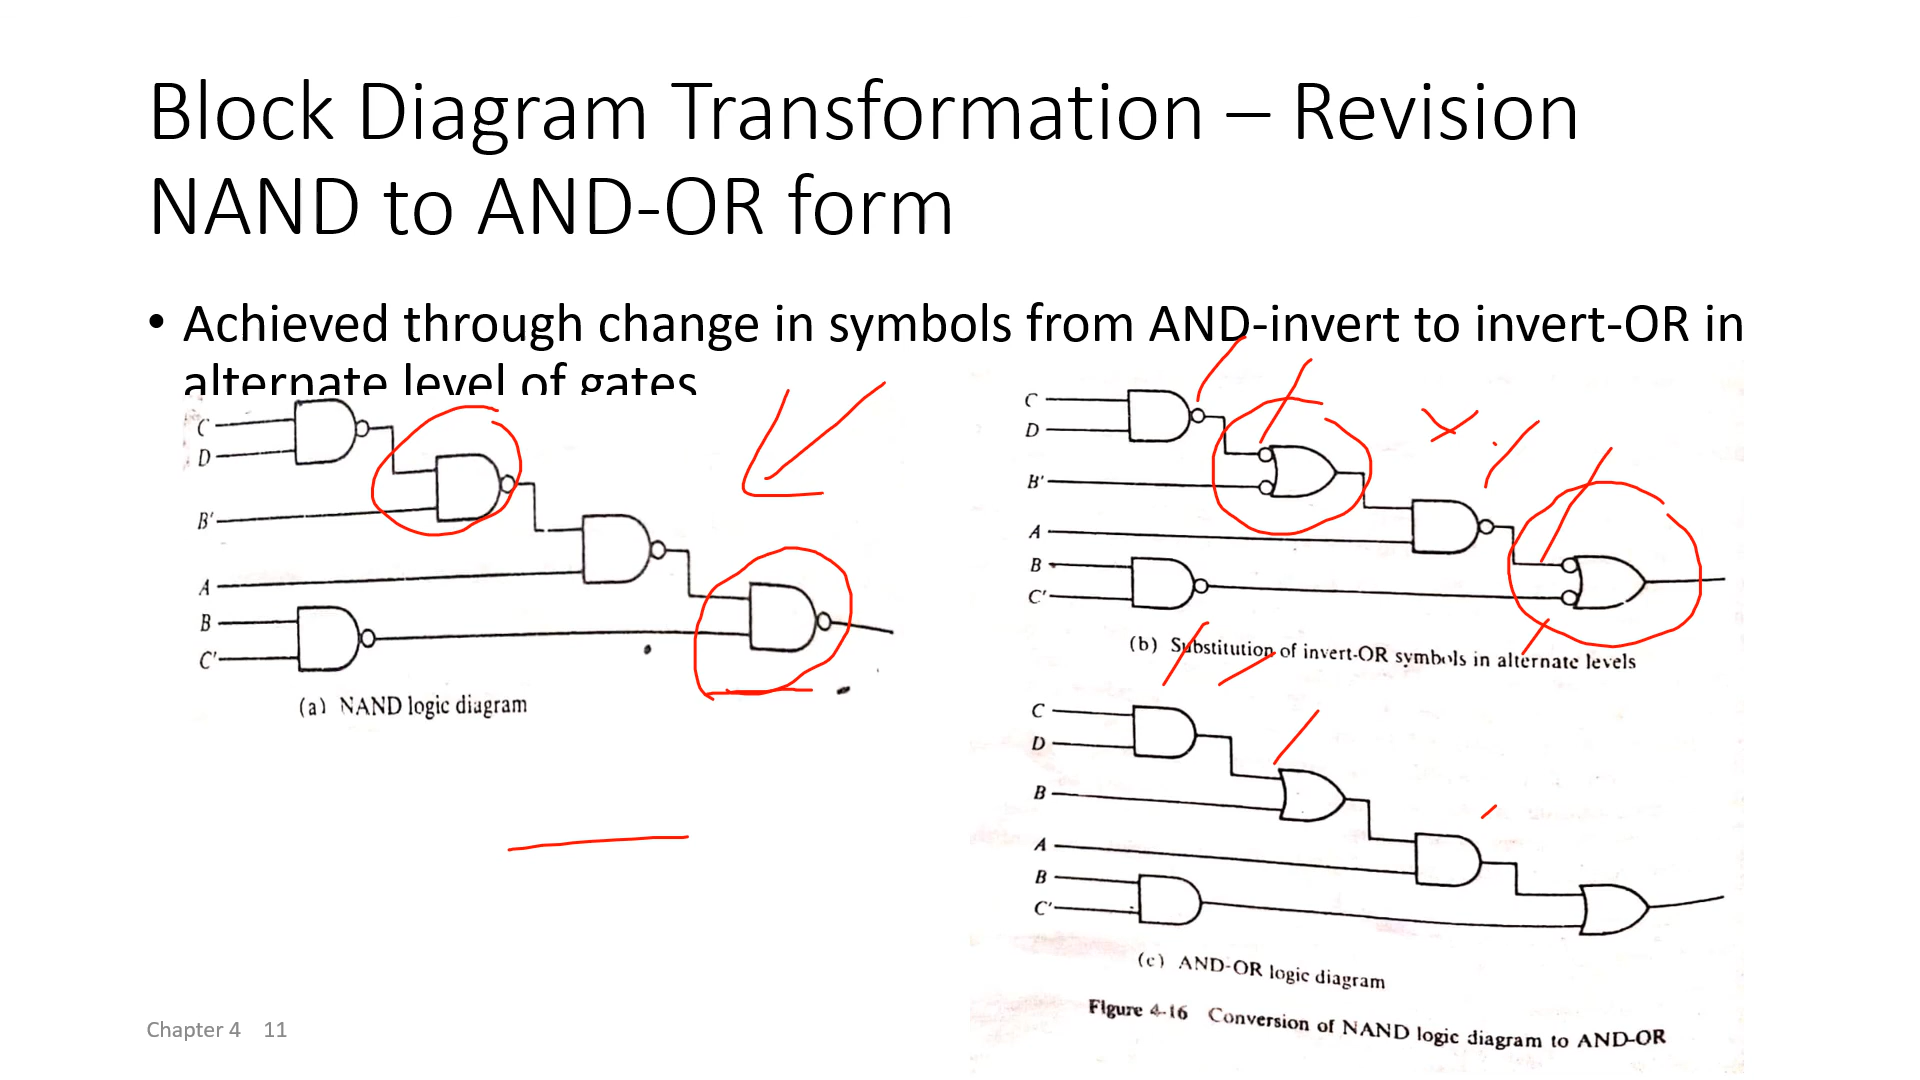 Block Diagram Transformation – Revision
NAND to AND-OR form
• Achieved through change in symbols from AND-invert to invert-OR in
alternate level of gates
C
D
B'
A
B
C'
(a) NAND logic diagram
C
D
B'
A
B
C'
(b) Substitution of invert-OR symbols in alternate levels
C
D
B
A
B
C'
(c) AND-OR logic diagram
Figure 4-16 Conversion of NAND logic diagram to AND-OR
Chapter 4 11